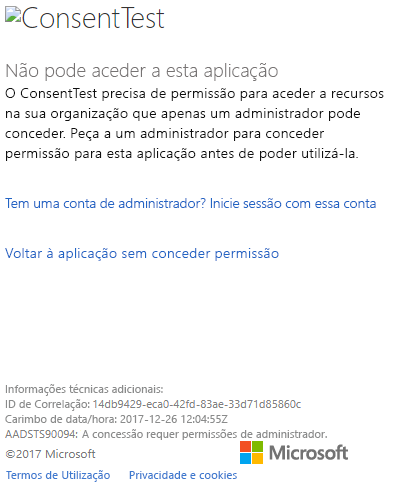 ConsentTest
Não pode aceder a esta aplicação
O ConsentTest precisa de permissão para aceder a recursos
na sua organização que apenas um administrador pode
conceder. Peça a um administrador para conceder
permissão para esta aplicação antes de poder utilizá-la.
Tem uma conta de administrador? Inicie sessão com essa conta
Voltar à aplicação sem conceder permissão
Informações técnicas adicionais:
ID de Correlação: 14db9429-eca0-42fd-83ae-33d71d85860c
Carimbo de data/hora: 2017-12-26 12:04:55Z
AADSTS90094: A concessão requer permissões de administrador.
©2017 Microsoft
Microsoft
Termos de Utilização Privacidade e cookies